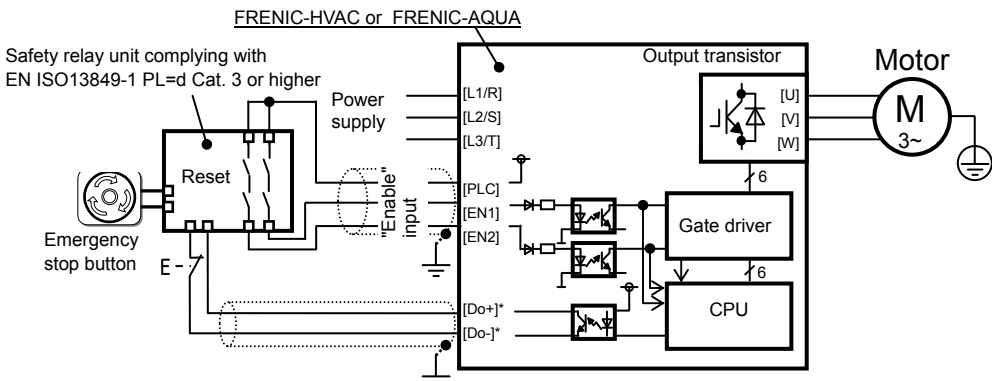 FRENIC-HVAC or FRENIC-AQUA
Safety relay unit complying with
EN ISO13849-1 PL=d Cat. 3 or higher
Reset
Emergency
stop button
E
Power
supply
"Enable"
input
[L1/R]
[L2/S]
[L3/T]
[PLC]
[EN1]
[EN2]
[Do+]*
[Do-]*
Output transistor
[U]
[V]
[W]
6
Gate driver
6
CPU
Motor
M
3~